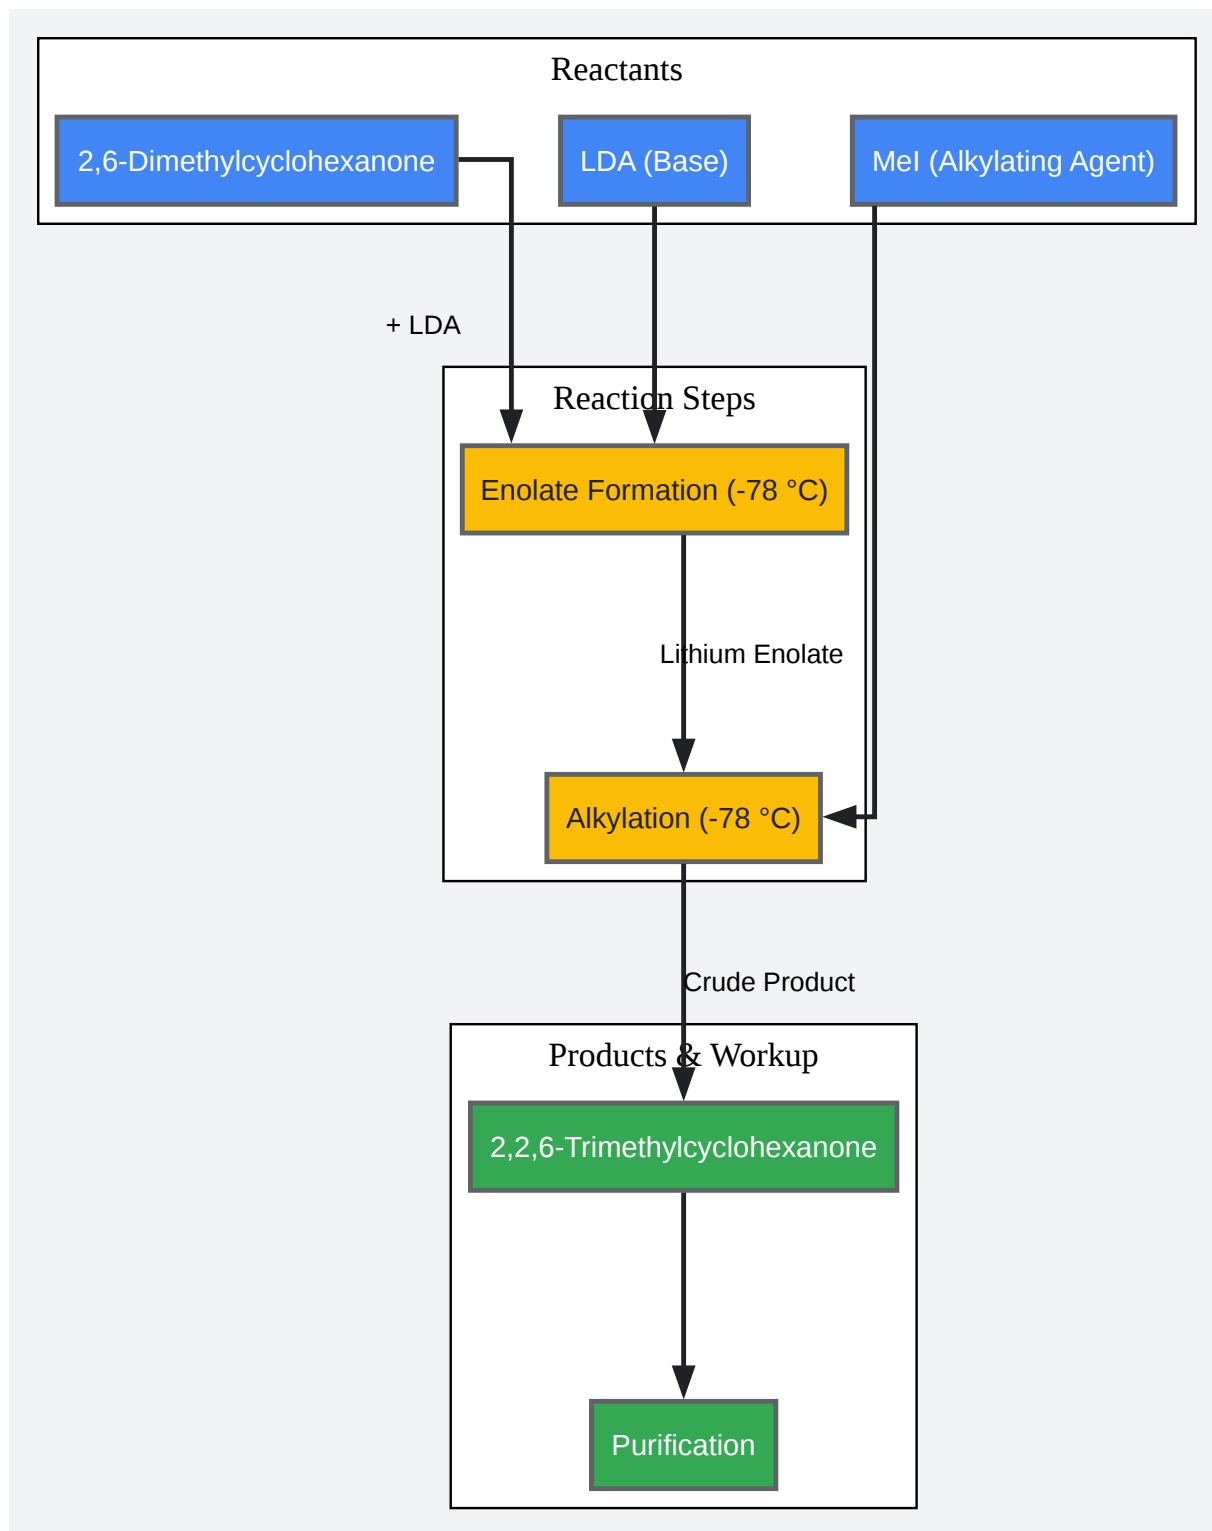 Reactants
2,6-Dimethylcyclohexanone
LDA (Base)
MeI (Alkylating Agent)
+ LDA
Reaction Steps
Enolate Formation (-78 °C)
Lithium Enolate
Alkylation (-78 °C)
Crude Product
Products & Workup
2,2,6-Trimethylcyclohexanone
Purification